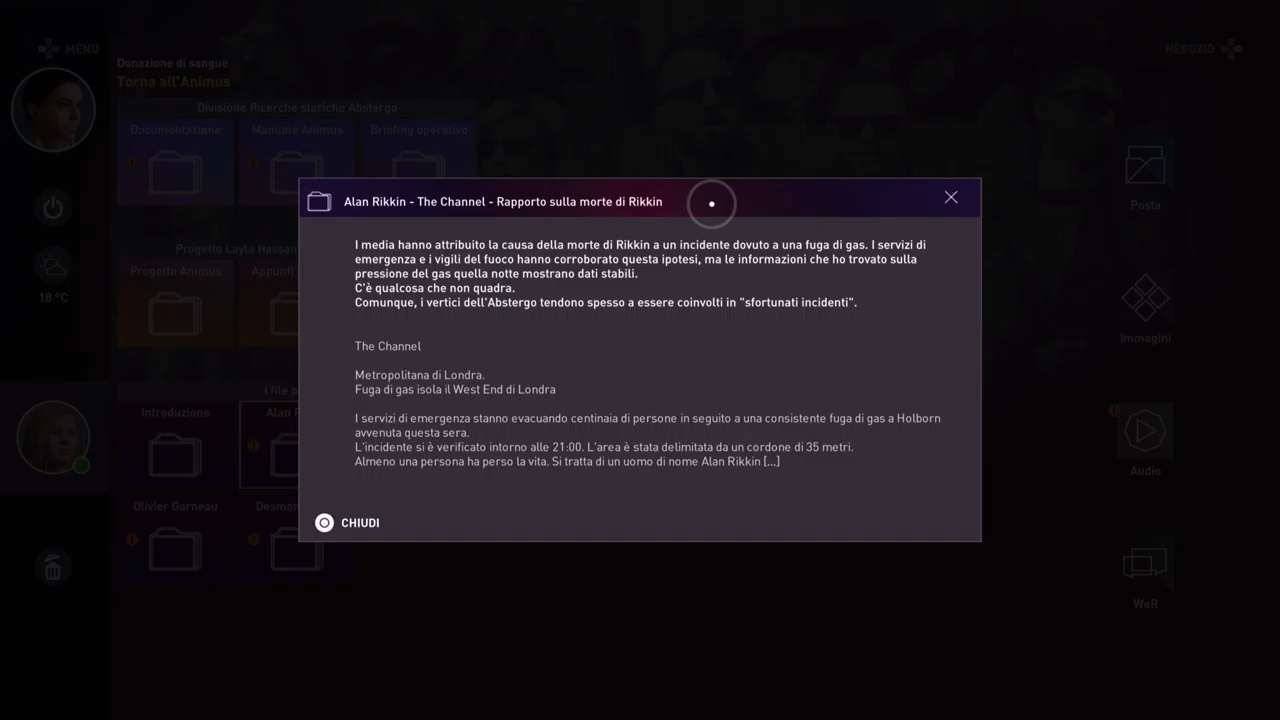 MENU
NEGOZIO
Donazione di sangue
Torna all'Animus
Divisione Ricerche storiche Abstergo
Documentazione
Manuale Animus
Briefing operativo
Alan Rikkin - The Channel - Rapporto sulla morte di Rikkin
I media hanno attribuito la causa della morte di Rikkin a un incidente dovuto a una fuga di gas. I servizi di
emergenza e i vigili del fuoco hanno corroborato questa ipotesi, ma le informazioni che ho trovato sulla
pressione del gas quella notte mostrano dati stabili.
C'è qualcosa che non quadra.
Comunque, i vertici dell'Abstergo tendono spesso a essere coinvolti in "sfortunati incidenti".
The Channel
Metropolitana di Londra.
Fuga di gas isola il West End di Londra
I servizi di emergenza stanno evacuando centinaia di persone in seguito a una consistente fuga di gas a Holborn
avvenuta questa sera.
L'incidente si è verificato intorno alle 21:00. L'area è stata delimitata da un cordone di 35 metri.
Almeno una persona ha perso la vita. Si tratta di un uomo di nome Alan Rikkin [...]
CHIUDI
Progetto Layla Hassan
Progetto Animus
Appunti
18 °C
I file p
Introduzione
Alan R
Olivier Garneau
Desmon
Posta
Immagini
Audio
WeR